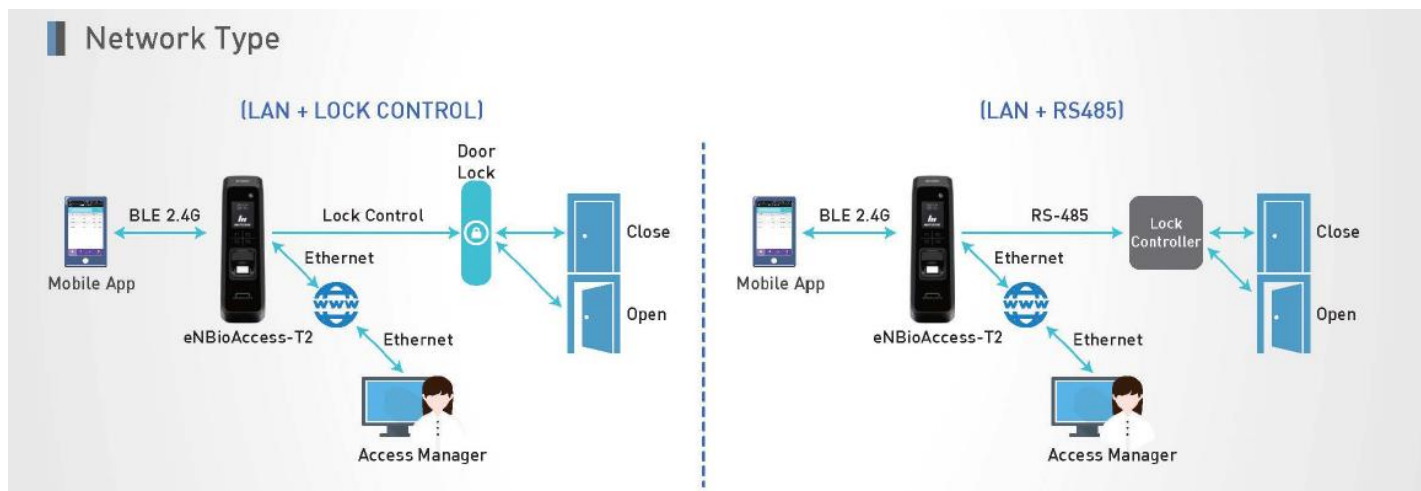 Network Type
(LAN + LOCK CONTROL)
Door
Lock
BLE 2.4G
Lock Control
Close
Ethernet
Mobile App
www
Open
eNBioAccess-T2
Ethernet
Access Manager
(LAN + RS485)
BLE 2.4G
RS-485
Lock
Controller
Close
Ethernet
Mobile App
www
Open
eNBioAccess-T2
Ethernet
Access Manager